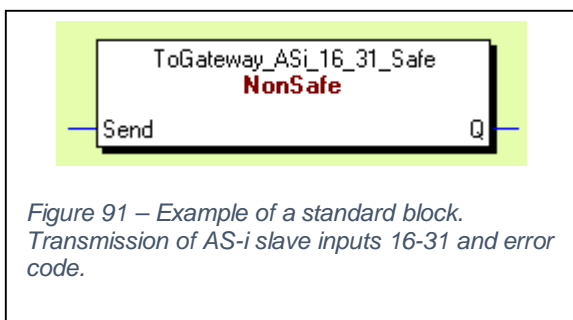 ToGateway_ASi_16_31_Safe
NonSafe
Send Q
Figure 91 – Example of a standard block.
Transmission of AS-i slave inputs 16-31 and error
code.